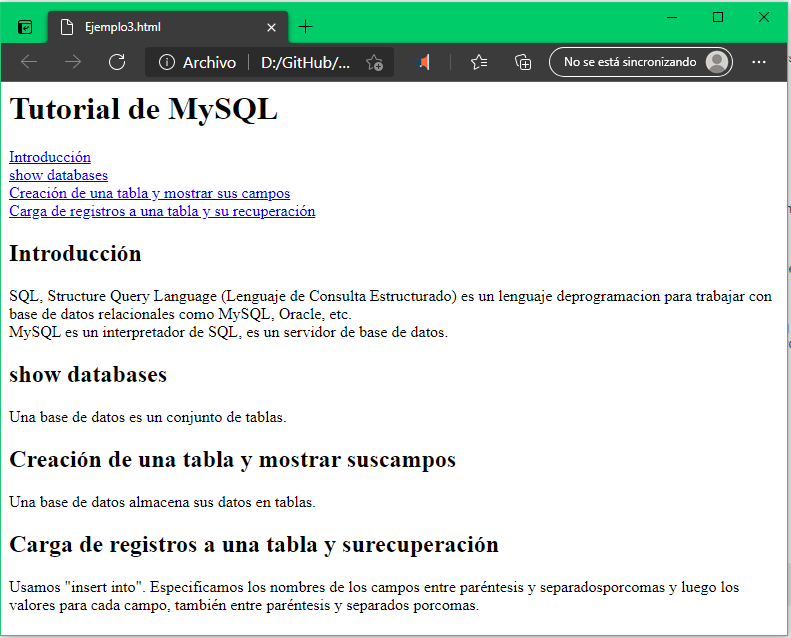 Ejemplo3.html
Archivo
D:/GitHub/...
No se está sincronizando
Tutorial de MySQL
Introducción
show databases
Creación de una tabla y mostrar sus campos
Carga de registros a una tabla y su recuperación
Introducción
SQL, Structure Query Language (Lenguaje de Consulta Estructurado) es un lenguaje deprogramacion para trabajar con
base de datos relacionales como MySQL, Oracle, etc.
MySQL es un interpretador de SQL, es un servidor de base de datos.
show databases
Una base de datos es un conjunto de tablas.
Creación de una tabla y mostrar suscampos
Una base de datos almacena sus datos en tablas.
Carga de registros a una tabla y surecuperación
Usamos "insert into". Especificamos los nombres de los campos entre paréntesis y separadosporcomas y luego los
valores para cada campo, también entre paréntesis y separados porcomas.